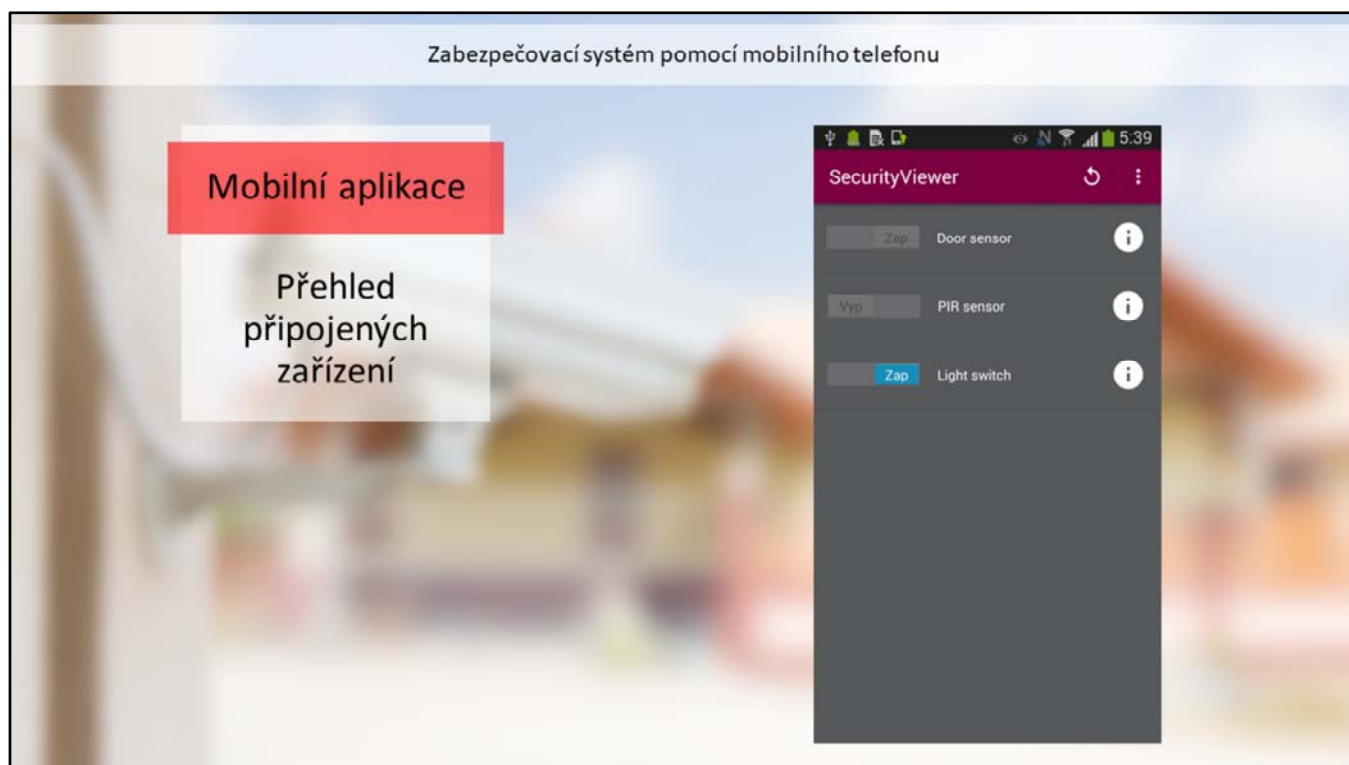 Zabezpečovací systém pomocí mobilního telefonu
Mobilní aplikace
Přehled
připojených
zařízení
5:39
SecurityViewer
Zap Door sensor
Vyp PIR sensor
Zap Light switch